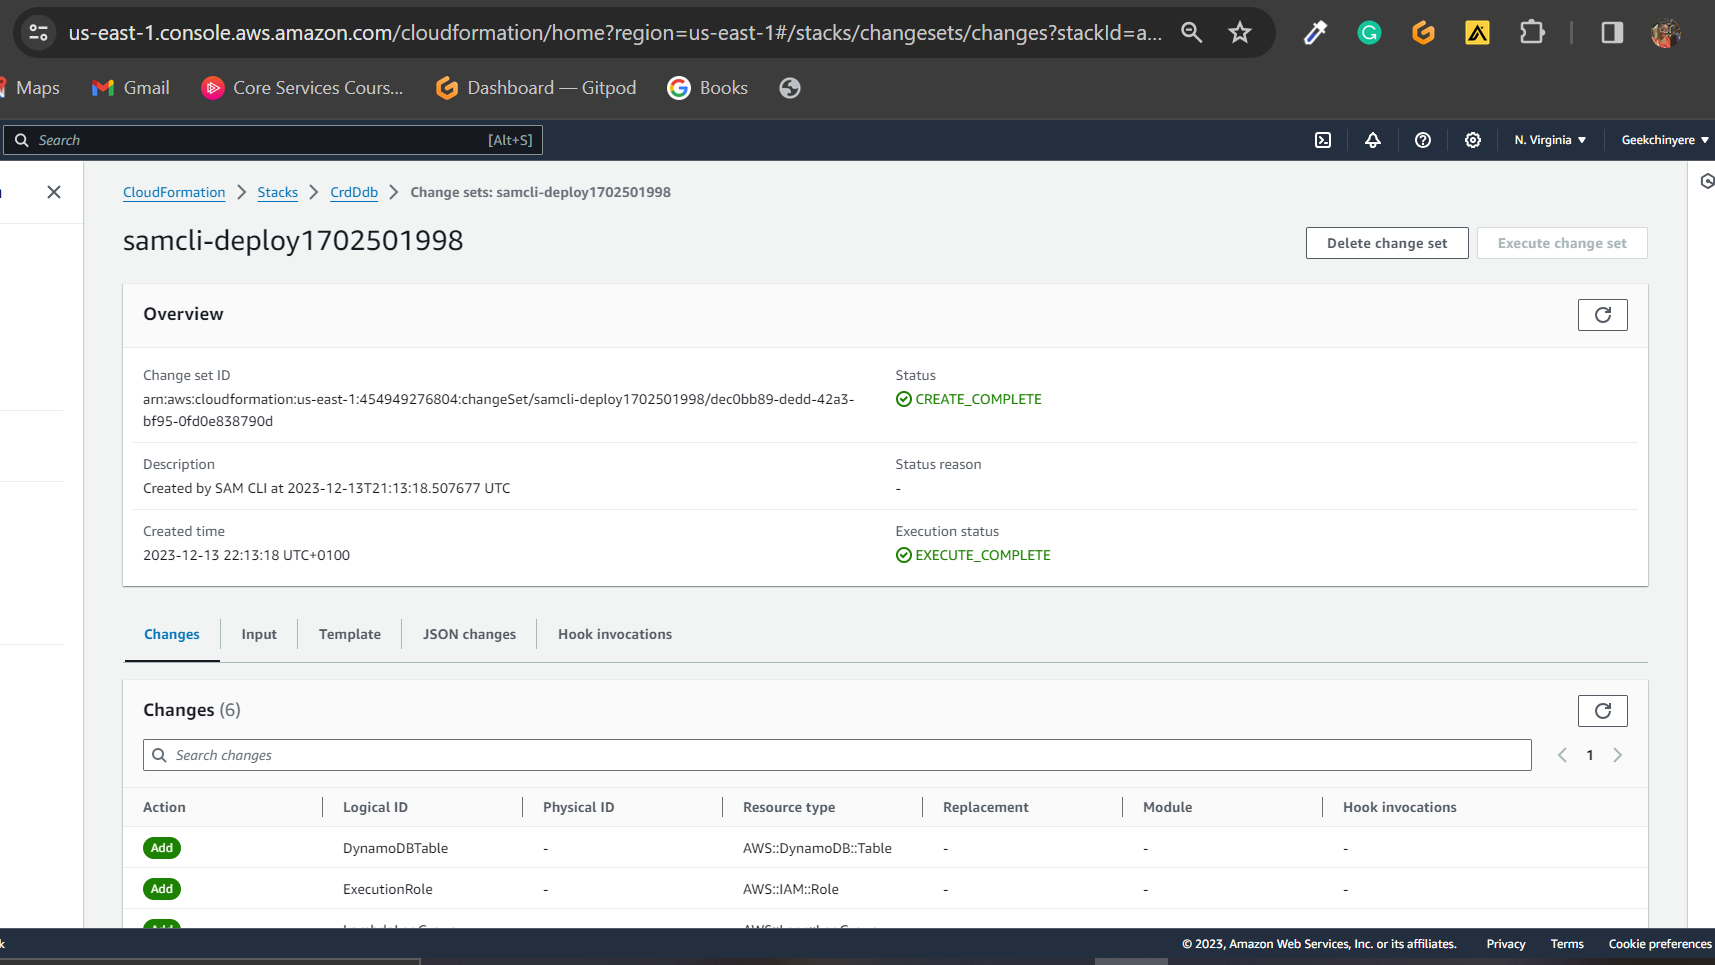 us-east-1.console.aws.amazon.com/cloudformation/home?region=us-east-1#/stacks/changesets/changes?stackId=a...
Maps Gmail Core Services Cours... Dashboard — Gitpod Books
Search [Alt+S] N. Virginia Geekchinyere
CloudFormation Stacks CrdDdb Change sets: samcli-deploy1702501998
samcli-deploy1702501998
Delete change set Execute change set
Overview
Change set ID Status
arn:aws:cloudformation:us-east-1:454949276804:changeSet/samcli-deploy1702501998/dec0bb89-dedd-42a3- CREATE_COMPLETE
bf95-0fd0e838790d
Description Status reason
Created by SAM CLI at 2023-12-13T21:13:18.507677 UTC -
Created time Execution status
2023-12-13 22:13:18 UTC+0100 EXECUTE_COMPLETE
Changes Input Template JSON changes Hook invocations
Changes (6)
Search changes 1
Action Logical ID Physical ID Resource type Replacement Module Hook invocations
Add DynamoDBTable - AWS::DynamoDB::Table - - -
Add ExecutionRole - AWS::IAM::Role - - -
© 2023, Amazon Web Services, Inc. or its affiliates. Privacy Terms Cookie preferences